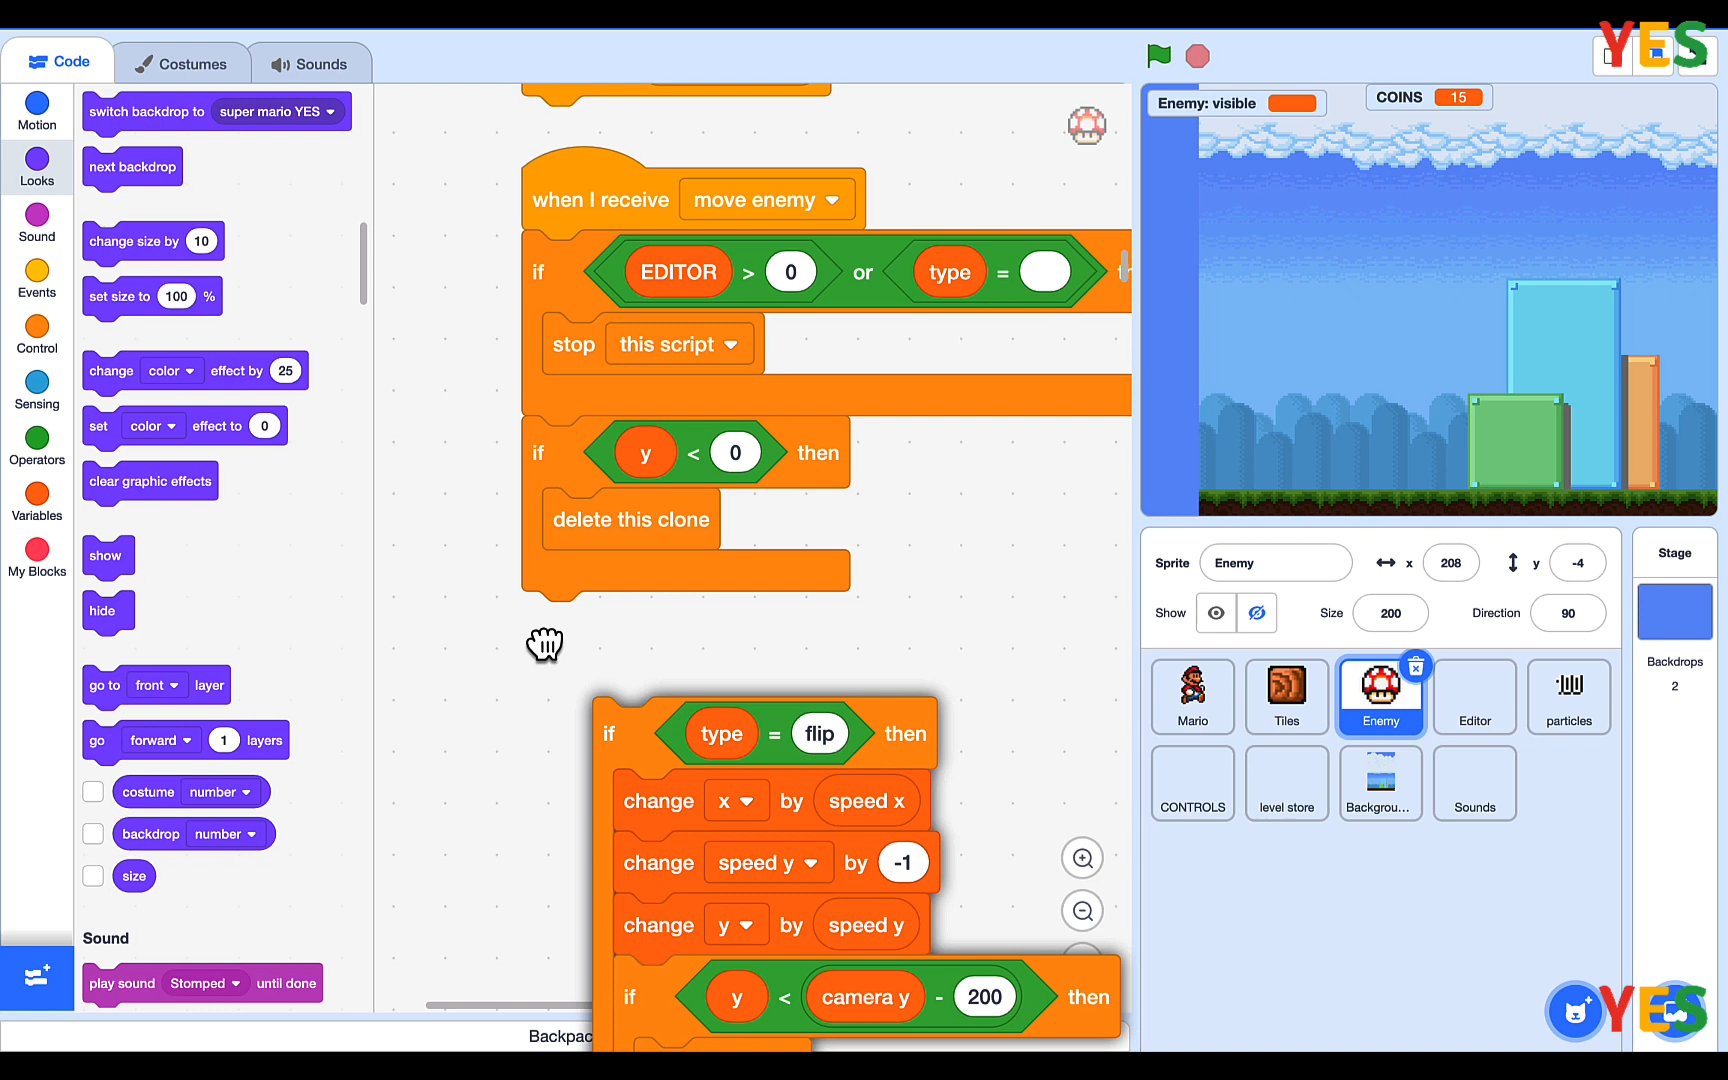 YES
Code
Costumes
Sounds
Motion
Looks
Sound
Events
Control
Sensing
Operators
Variables
My Blocks
switch backdrop to super mario YES
next backdrop
change size by 10
set size to 100 %
change color effect by 25
set color effect to 0
clear graphic effects
show
hide
go to front layer
go forward 1 layers
costume number
backdrop number
size
Sound
play sound Stomped until done
when I receive move enemy
if EDITOR > 0 or type =
stop this script
if y < 0 then
delete this clone
if type = flip then
change x by speed x
change speed y by -1
change y by speed y
if y < camera y - 200 then
Backpac
Enemy: visible
COINS 15
Sprite Enemy x 208 y -4
Show Size 200 Direction 90
Mario
Tiles
Enemy
Editor
particles
CONTROLS
level store
Backgrou...
Sounds
Stage
Backdrops
2
YES